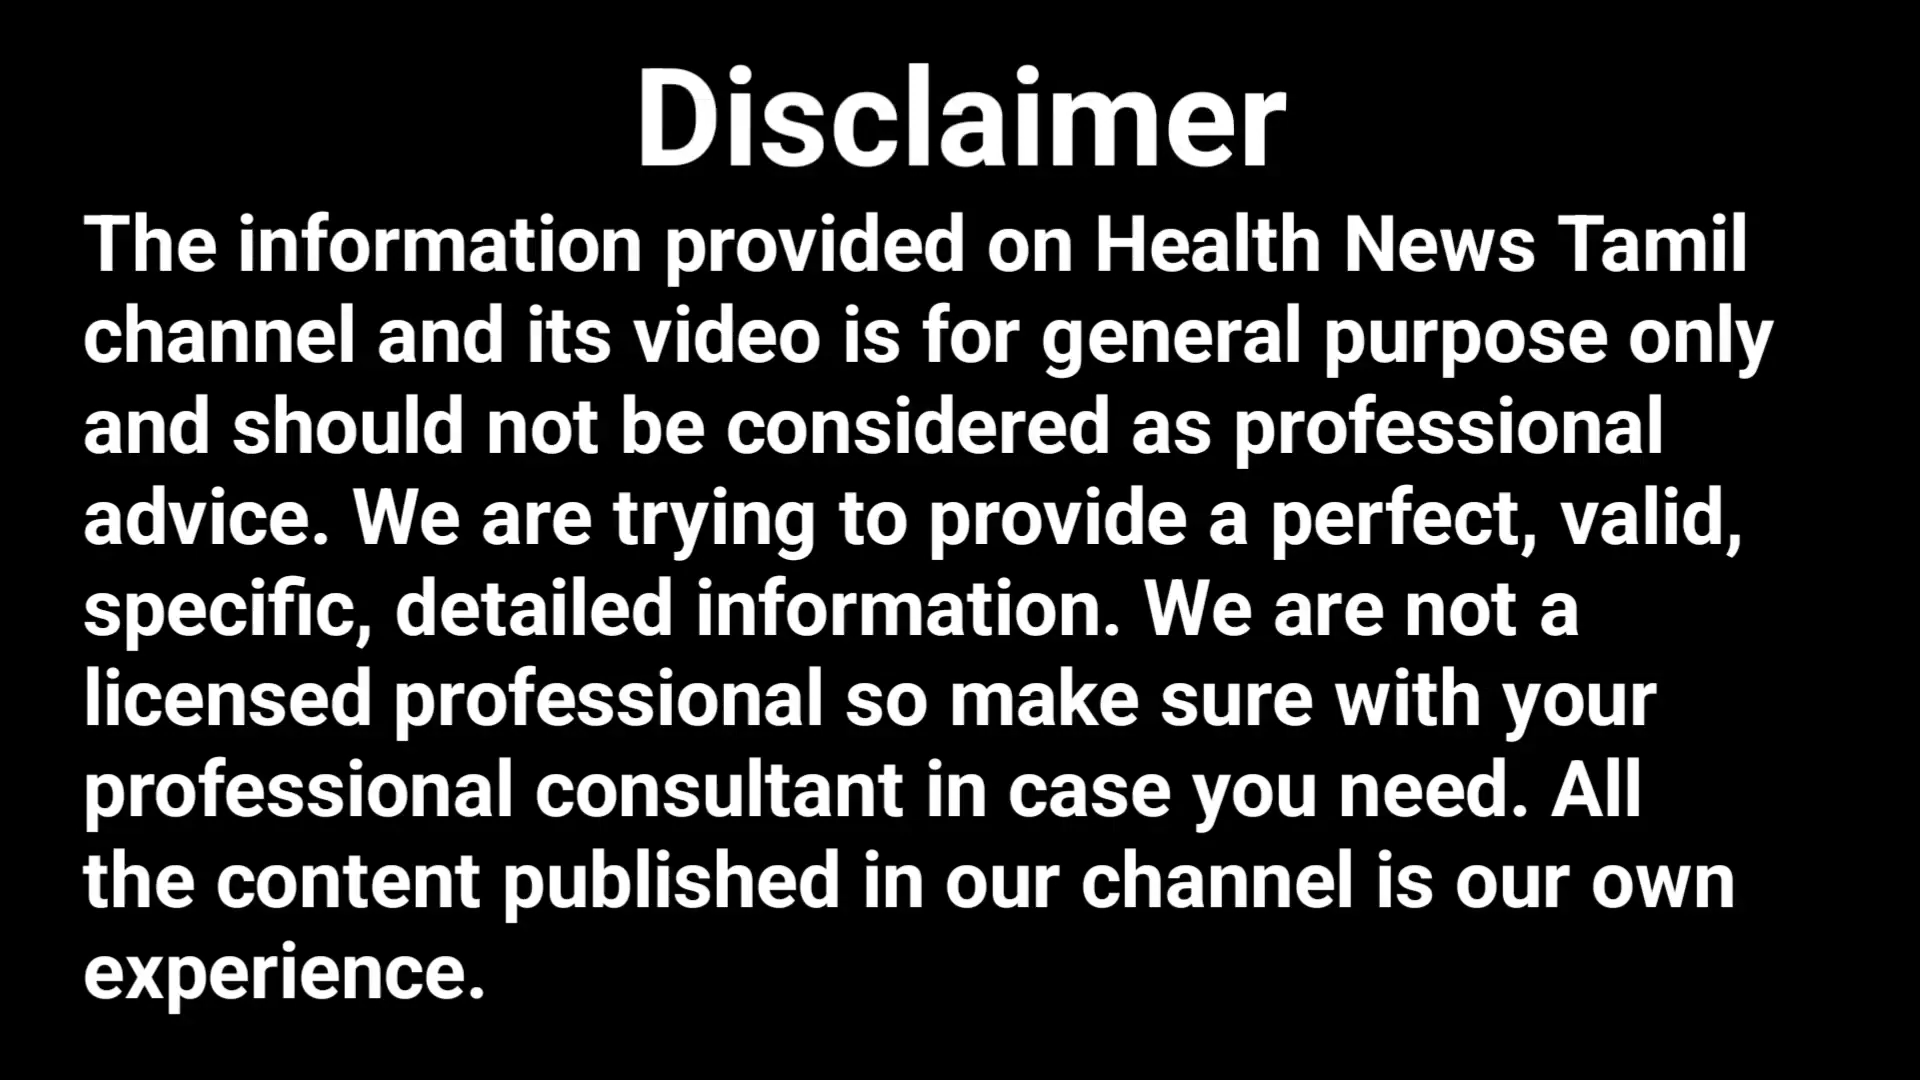 Disclaimer
The information provided on Health News Tamil
channel and its video is for general purpose only
and should not be considered as professional
advice. We are trying to provide a perfect, valid,
specific, detailed information. We are not a
licensed professional so make sure with your
professional consultant in case you need. All
the content published in our channel is our own
experience.